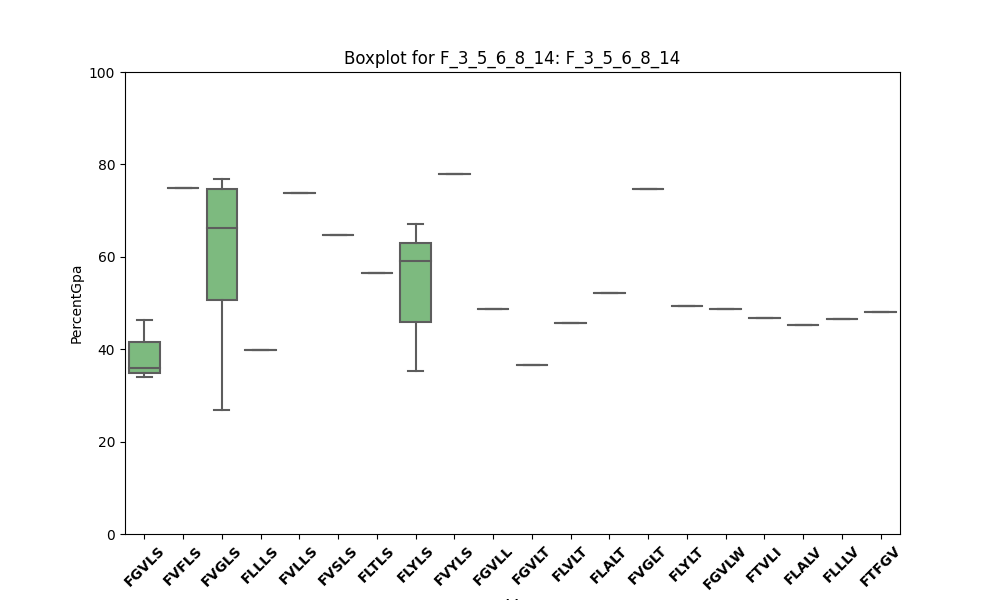 Boxplot for F_3_5_6_8_14: F_3_5_6_8_14
PercentGpa
100
80
60
40
20
0
FGVLS
FVFLS
FVGLS
FLLLS
FVLLS
FVSLS
FLTLS
FLYLS
FVYLS
FGVLL
FGVLT
FLVLT
FLALT
FVGLT
FLYLT
FGVLW
FTVLI
FLALV
FLLLV
FTFGV